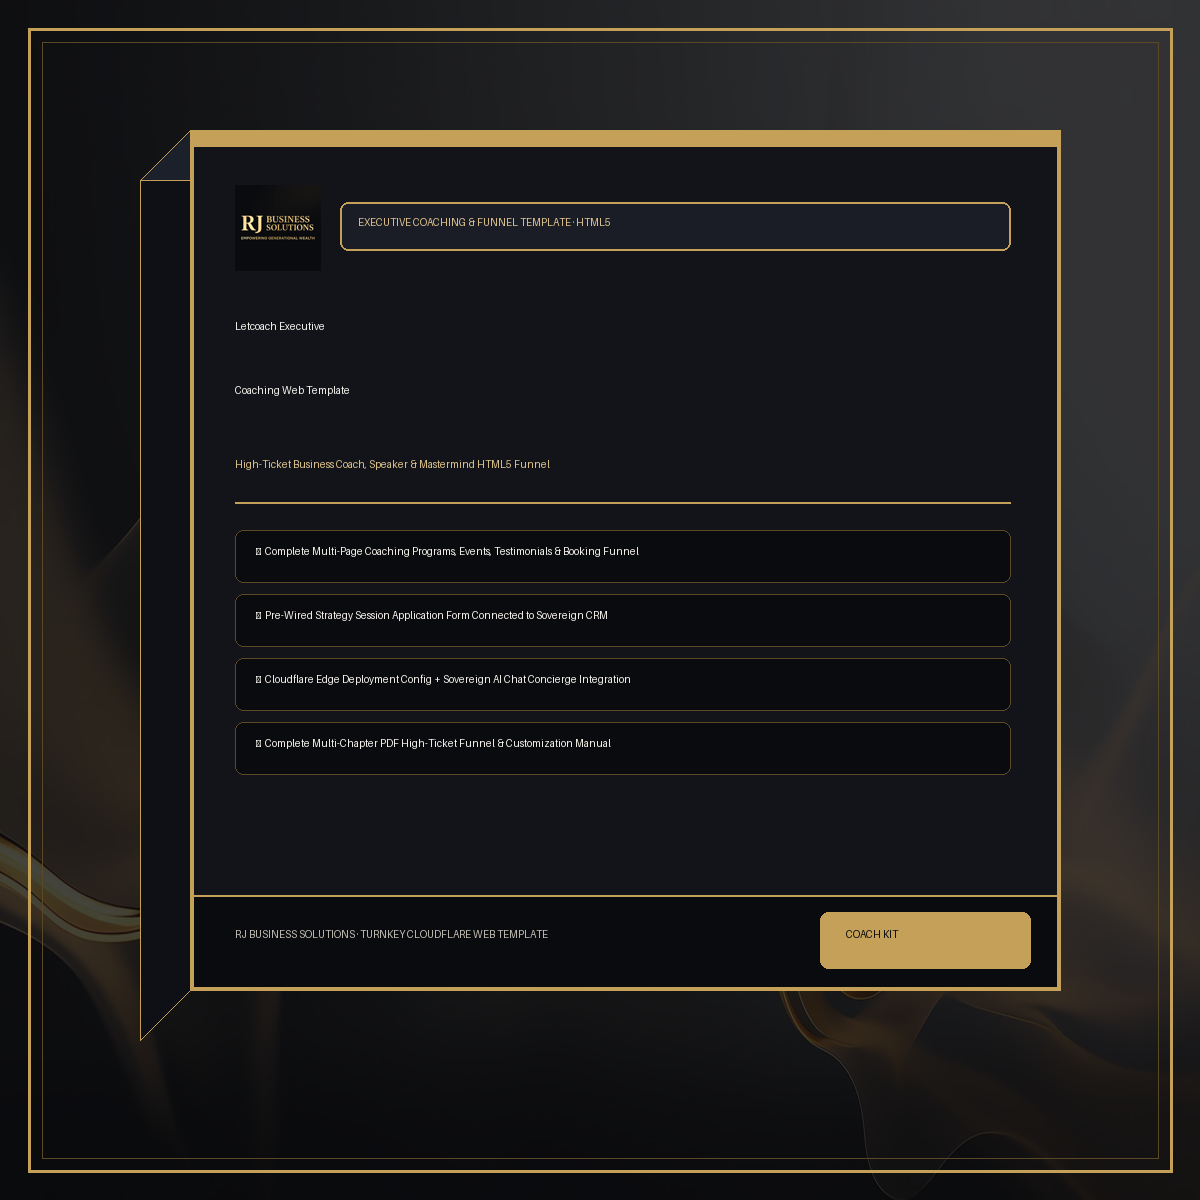 RJ BUSINESS
SOLUTIONS
EMPOWERING GENERATIONAL WEALTH
EXECUTIVE COACHING & FUNNEL TEMPLATE · HTML5
Letcoach Executive
Coaching Web Template
High-Ticket Business Coach, Speaker & Mastermind HTML5 Funnel
Complete Multi-Page Coaching Programs, Events, Testimonials & Booking Funnel
Pre-Wired Strategy Session Application Form Connected to Sovereign CRM
Cloudflare Edge Deployment Config + Sovereign AI Chat Concierge Integration
Complete Multi-Chapter PDF High-Ticket Funnel & Customization Manual
RJ BUSINESS SOLUTIONS · TURNKEY CLOUDFLARE WEB TEMPLATE
COACH KIT